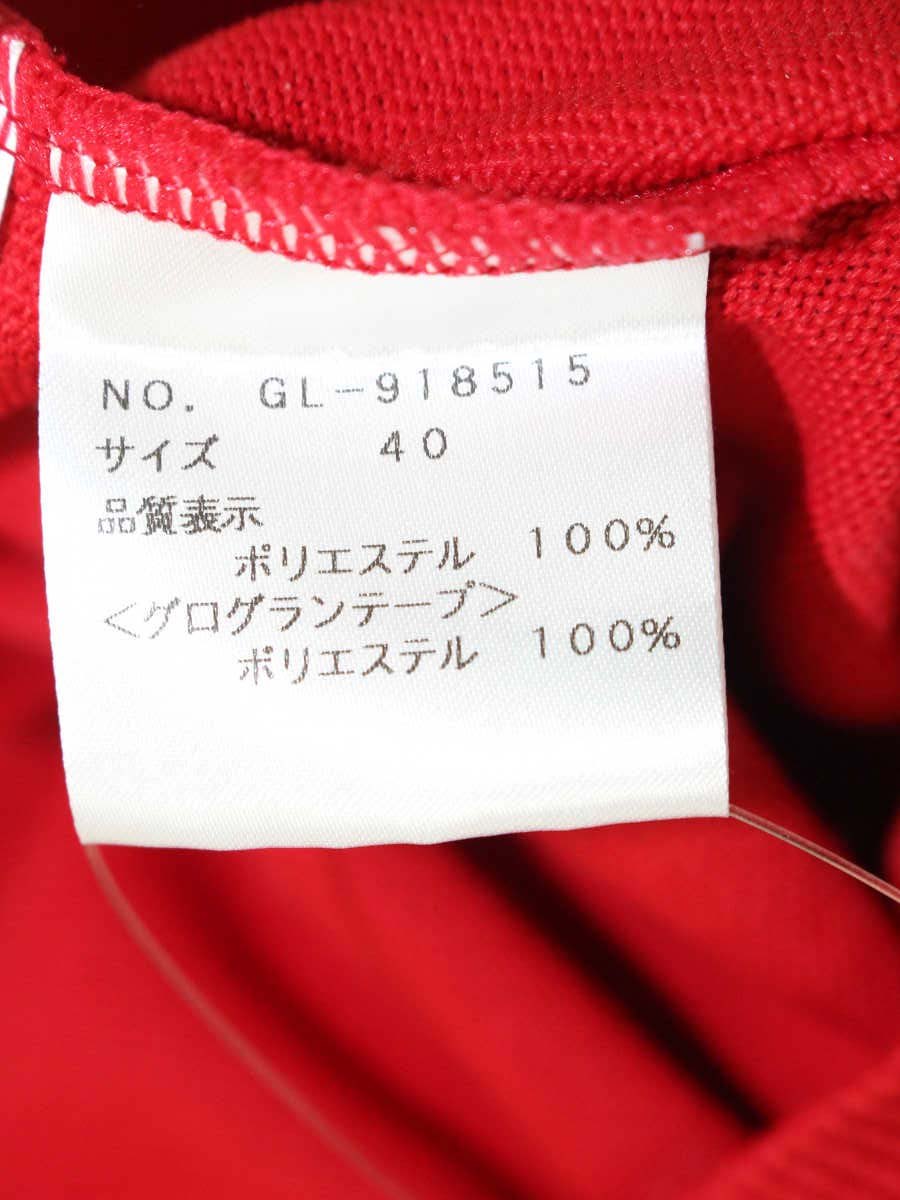 NO. GL-918515
サイズ 40
品質表示
ポリエステル 100%
<グログランテープ>
ポリエステル 100%